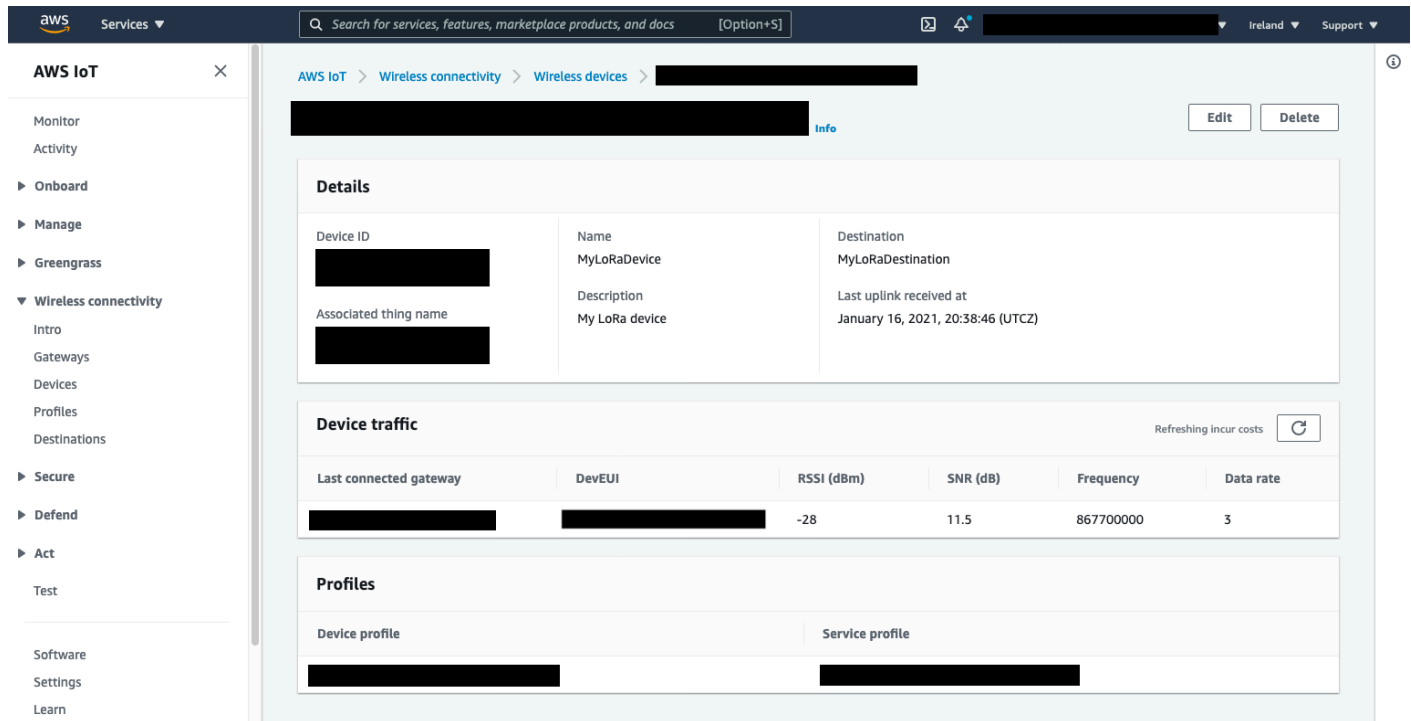 aws
Services
Search for services, features, marketplace products, and docs [Option+S]
Ireland
Support
AWS IoT
Monitor
Activity
Onboard
Manage
Greengrass
Wireless connectivity
Intro
Gateways
Devices
Profiles
Destinations
Secure
Defend
Act
Test
Software
Settings
Learn
AWS IoT Wireless connectivity Wireless devices
Info
Edit
Delete
Details
Device ID
Associated thing name
Name
MyLoRaDevice
Description
My LoRa device
Destination
MyLoRaDestination
Last uplink received at
January 16, 2021, 20:38:46 (UTCZ)
Device traffic
Refreshing incur costs
Last connected gateway DevEUI RSSI (dBm) SNR (dB) Frequency Data rate
-28 11.5 867700000 3
Profiles
Device profile Service profile